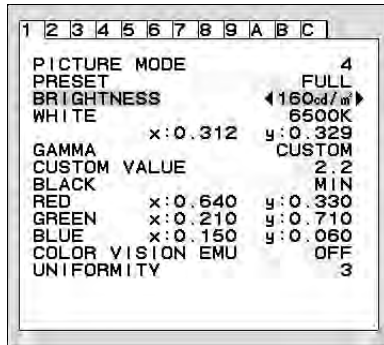 1 2 3 4 5 6 7 8 9 A B C
PICTURE MODE 4
PRESET FULL
BRIGHTNESS ◀160cd/㎡▶
WHITE 6500K
x:0.312 y:0.329
GAMMA CUSTOM
CUSTOM VALUE 2.2
BLACK MIN
RED x:0.640 y:0.330
GREEN x:0.210 y:0.710
BLUE x:0.150 y:0.060
COLOR VISION EMU OFF
UNIFORMITY 3